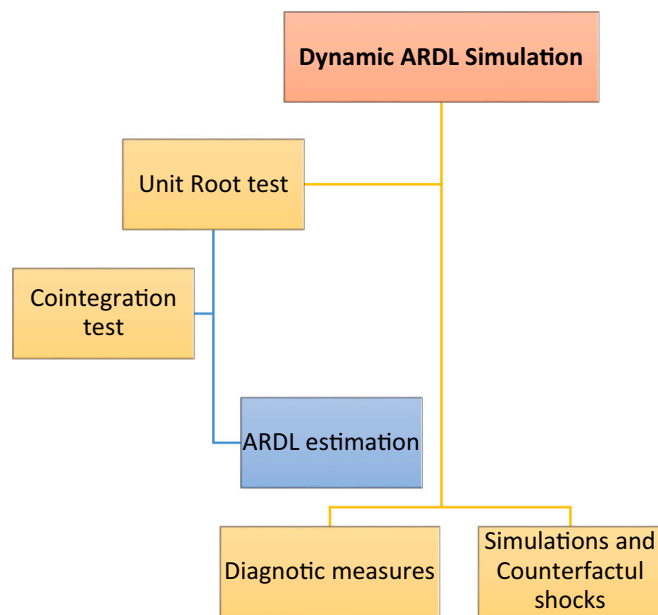 Dynamic ARDL Simulation
Unit Root test
Cointegration
test
ARDL estimation
Diagnotic measures
Simulations and
Counterfactul
shocks